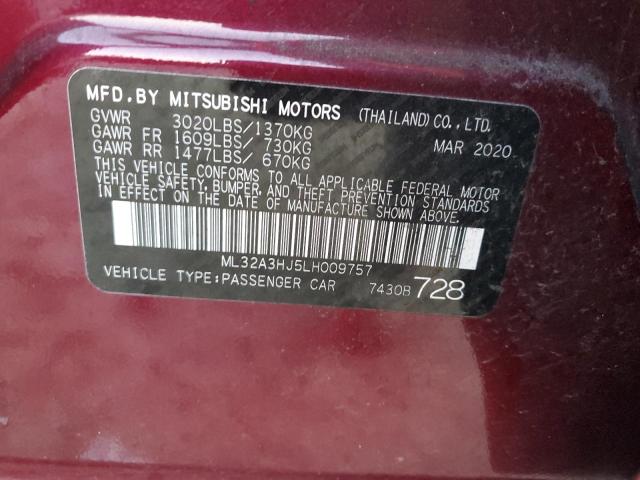 MFD.BY MITSUBISHI MOTORS (THAILAND) CO.,LTD.
GVWR 3020LBS/1370KG MAR 2020
GAWR FR 1609LBS/ 730KG
GAWR RR 1477LBS/ 670KG
THIS VEHICLE CONFORMS TO ALL APPLICABLE FEDERAL MOTOR
VEHICLE SAFETY, BUMPER, AND THEFT PREVENTION STANDARDS
IN EFFECT ON THE DATE OF MANUFACTURE SHOWN ABOVE.
ML32A3HJ5LH009757
VEHICLE TYPE:PASSENGER CAR 7430B 728